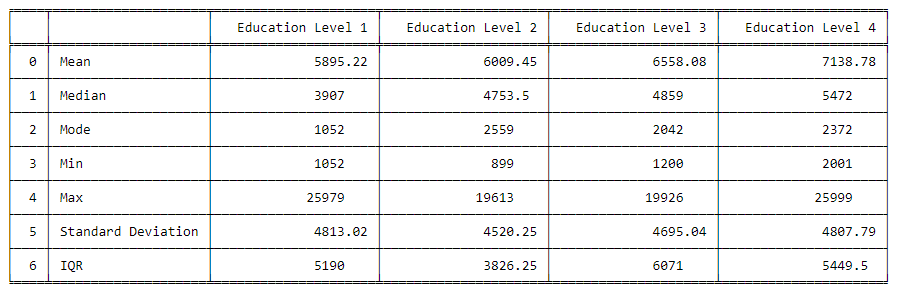 Education Level 1 Education Level 2 Education Level 3 Education Level 4
0 Mean 5895.22 6009.45 6558.08 7138.78
1 Median 3907 4753.5 4859 5472
2 Mode 1052 2559 2042 2372
3 Min 1052 899 1200 2001
4 Max 25979 19613 19926 25999
5 Standard Deviation 4813.02 4520.25 4695.04 4807.79
6 IQR 5190 3826.25 6071 5449.5